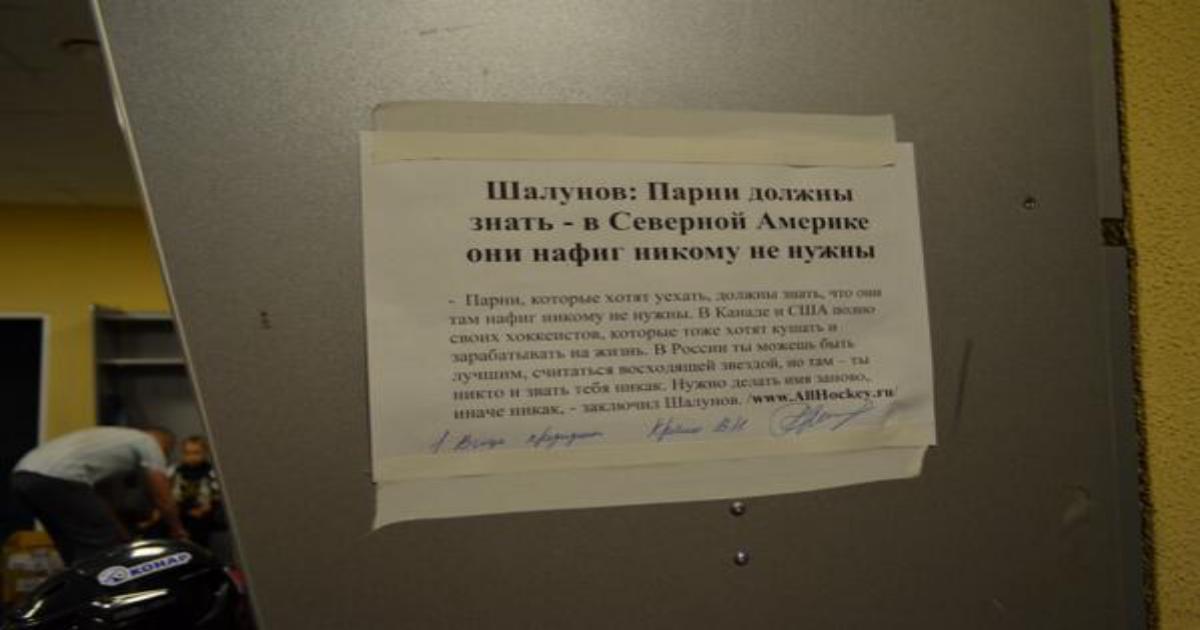 Шалунов: Парни должны
знать - в Северной Америке
они нафиг никому не нужны
- Парни, которые хотят уехать, должны знать, что они
там нафиг никому не нужны. В Канаде и США полно
своих хоккеистов, которые тоже хотят кушать и
зарабатывать на жизнь. В России ты можешь быть
лучшим, считаться восходящей звездой, но там – ты
никто и звать тебя никак. Нужно делать имя заново,
иначе никак, - заключил Шалунов. /www.AllHockey.ru/
КОНАР